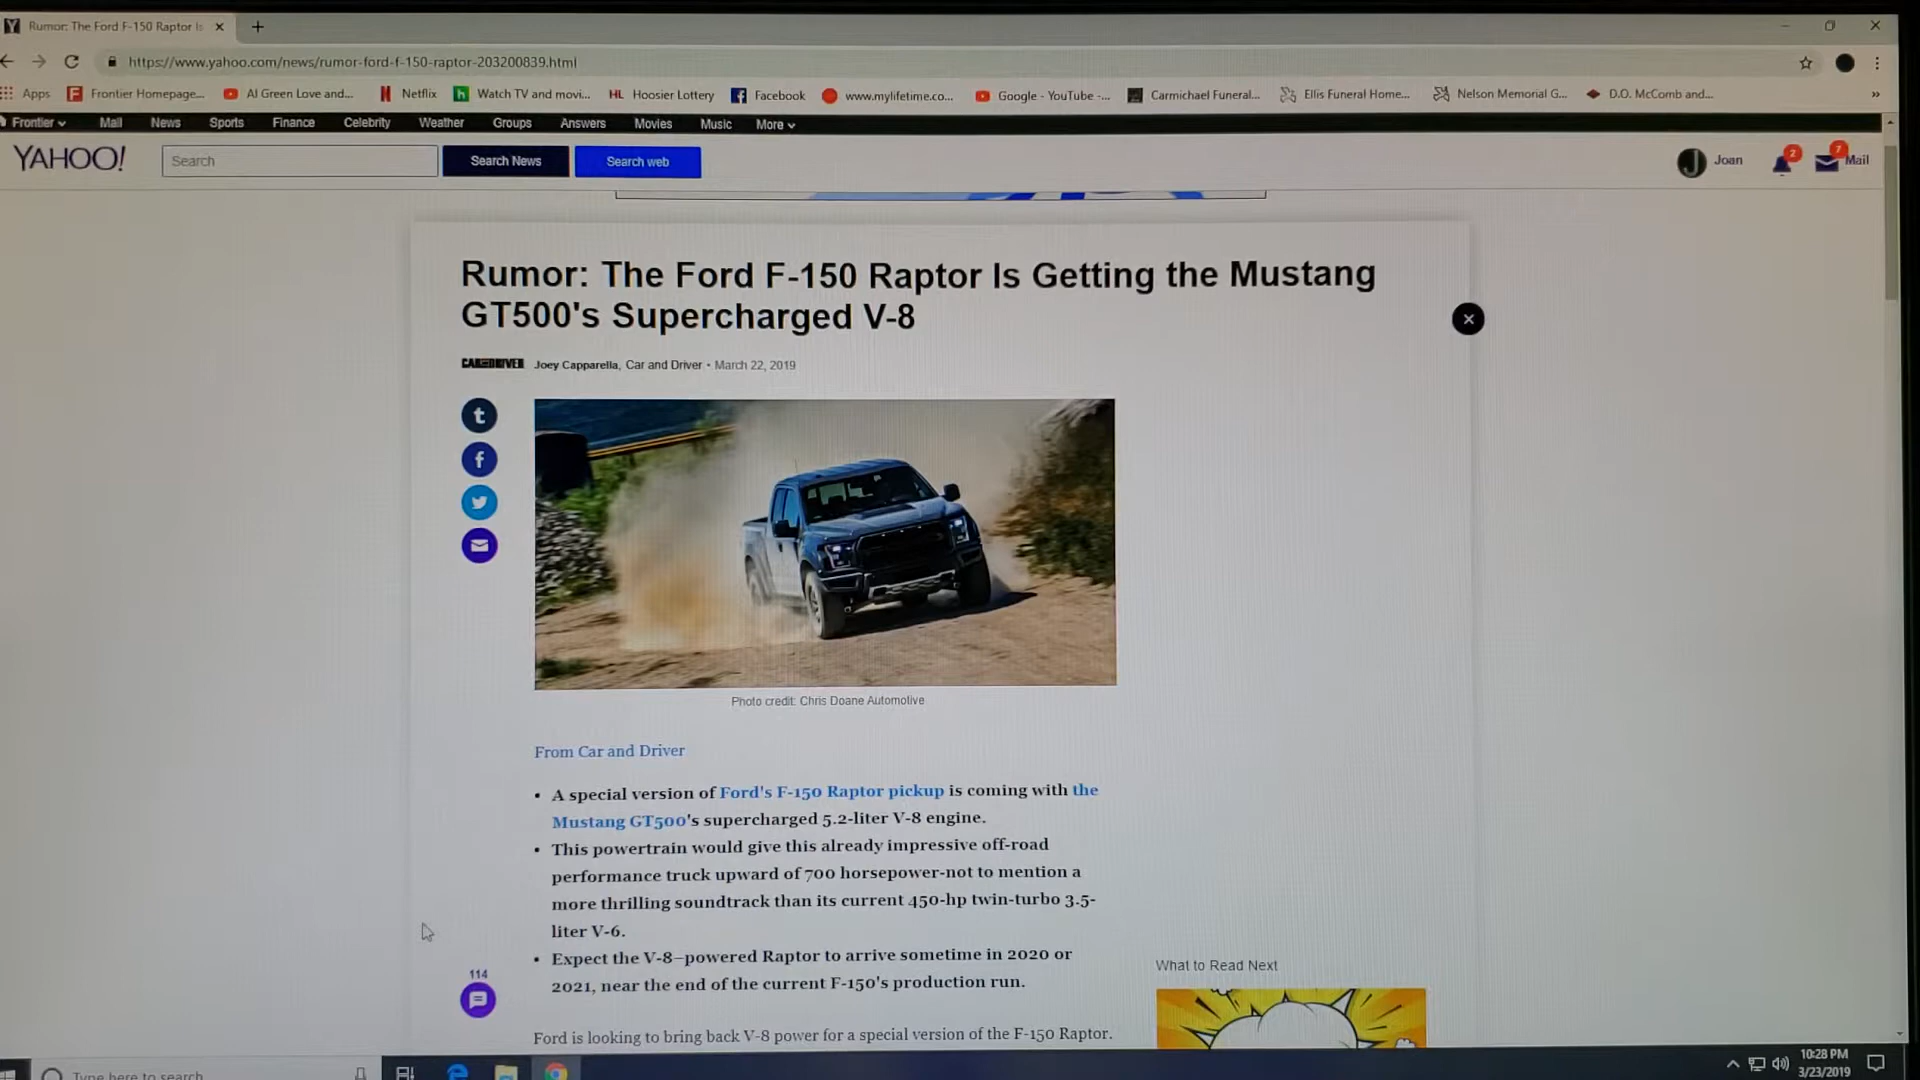 Rumor: The Ford F-150 Raptor Is
https://www.yahoo.com/news/rumor-ford-f-150-raptor-203200839.html
Apps Frontier Homepage... Al Green Love and... Netflix Watch TV and movi... HL Hoosier Lottery Facebook www.mylifetime.co... Google - YouTube -... Carmichael Funeral... Ellis Funeral Home... Nelson Memorial G... D.O. McComb and... »
Frontier Mail News Sports Finance Celebrity Weather Groups Answers Movies Music More
YAHOO! Search Search News Search web J Joan 2 7 Mail
Rumor: The Ford F-150 Raptor Is Getting the Mustang
GT500's Supercharged V-8
CAR AND DRIVER Joey Capparella, Car and Driver • March 22, 2019
Photo credit: Chris Doane Automotive
From Car and Driver
• A special version of Ford's F-150 Raptor pickup is coming with the
Mustang GT500's supercharged 5.2-liter V-8 engine.
• This powertrain would give this already impressive off-road
performance truck upward of 700 horsepower-not to mention a
more thrilling soundtrack than its current 450-hp twin-turbo 3.5-
liter V-6.
• Expect the V-8–powered Raptor to arrive sometime in 2020 or
2021, near the end of the current F-150's production run.
114
What to Read Next
Ford is looking to bring back V-8 power for a special version of the F-150 Raptor.
Type here to search
10:28 PM
3/23/2019